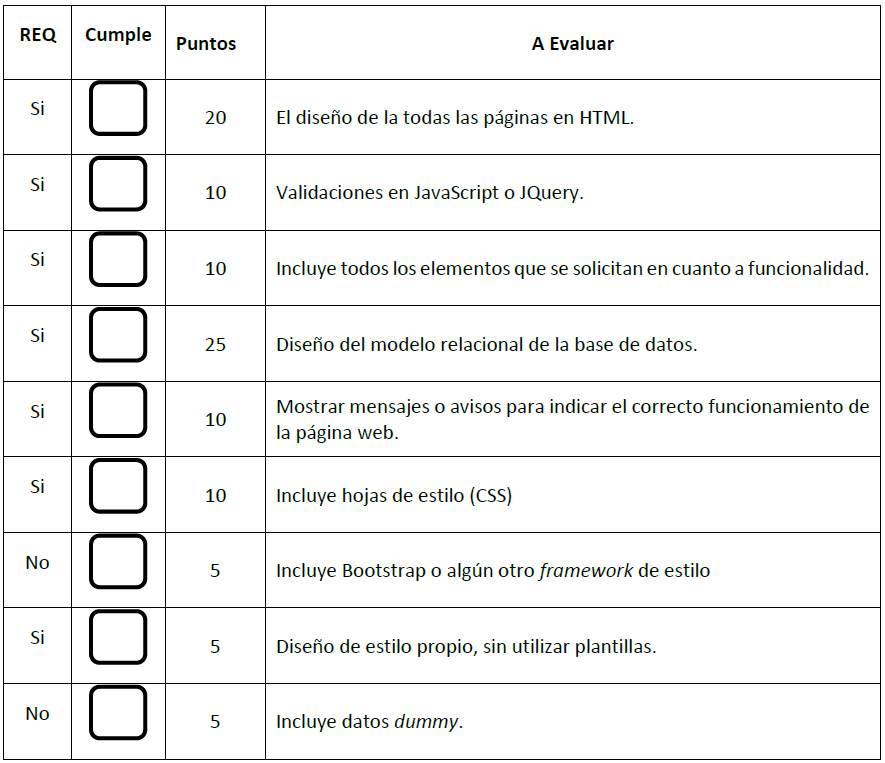 REQ Cumple Puntos A Evaluar
Si 20 El diseño de la todas las páginas en HTML.
Si 10 Validaciones en JavaScript o JQuery.
Si 10 Incluye todos los elementos que se solicitan en cuanto a funcionalidad.
Si 25 Diseño del modelo relacional de la base de datos.
Si 10 Mostrar mensajes o avisos para indicar el correcto funcionamiento de
la página web.
Si 10 Incluye hojas de estilo (CSS)
No 5 Incluye Bootstrap o algún otro framework de estilo
Si 5 Diseño de estilo propio, sin utilizar plantillas.
No 5 Incluye datos dummy.